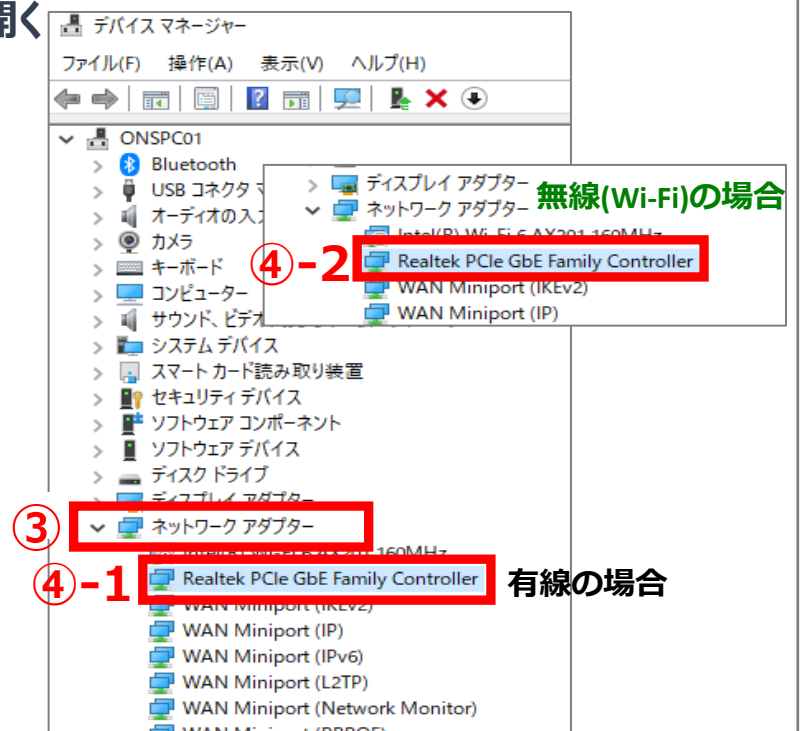 開く
デバイス マネージャー
ファイル(F) 操作(A) 表示(V) ヘルプ(H)
ONSPC01
Bluetooth
USB コネクタ
オーディオの入
カメラ
キーボード
コンピューター
サウンド、ビデオ
システム デバイス
スマート カード読み取り装置
セキュリティ デバイス
ソフトウェア コンポーネント
ソフトウェア デバイス
ディスク ドライブ
ディスプレイ アダプター
③ ネットワーク アダプター
Intel(R) Wi-Fi 6 AX201 160MHz
④-1 Realtek PCIe GbE Family Controller 有線の場合
WAN Miniport (IKEv2)
WAN Miniport (IP)
WAN Miniport (IPv6)
WAN Miniport (L2TP)
WAN Miniport (Network Monitor)
WAN Miniport (PPPOE)
ディスプレイ アダプター
ネットワーク アダプター 無線(Wi-Fi)の場合
Intel(R) Wi-Fi 6 AX201 160MHz
④-2 Realtek PCIe GbE Family Controller
WAN Miniport (IKEv2)
WAN Miniport (IP)